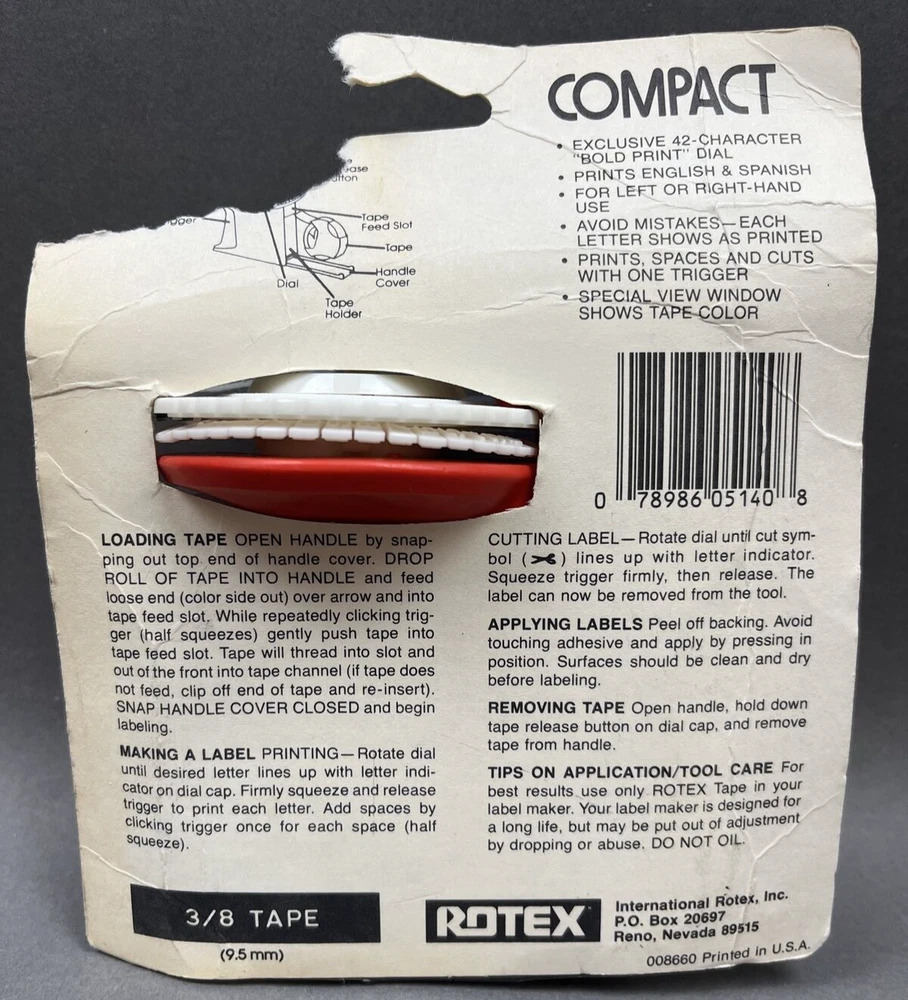 COMPACT
• EXCLUSIVE 42-CHARACTER
"BOLD PRINT" DIAL
• PRINTS ENGLISH & SPANISH
• FOR LEFT OR RIGHT-HAND
USE
• AVOID MISTAKES—EACH
LETTER SHOWS AS PRINTED
• PRINTS, SPACES AND CUTS
WITH ONE TRIGGER
• SPECIAL VIEW WINDOW
SHOWS TAPE COLOR
Tape
Feed Slot
Tape
Handle
Cover
Dial
Tape
Holder
0 78986 05140 8
LOADING TAPE OPEN HANDLE by snap-
ping out top end of handle cover. DROP
ROLL OF TAPE INTO HANDLE and feed
loose end (color side out) over arrow and into
tape feed slot. While repeatedly clicking trig-
ger (half squeezes) gently push tape into
tape feed slot. Tape will thread into slot and
out of the front into tape channel (if tape does
not feed, clip off end of tape and re-insert).
SNAP HANDLE COVER CLOSED and begin
labeling.
MAKING A LABEL PRINTING—Rotate dial
until desired letter lines up with letter indi-
cator on dial cap. Firmly squeeze and release
trigger to print each letter. Add spaces by
clicking trigger once for each space (half
squeeze).
CUTTING LABEL—Rotate dial until cut sym-
bol (✂) lines up with letter indicator.
Squeeze trigger firmly, then release. The
label can now be removed from the tool.
APPLYING LABELS Peel off backing. Avoid
touching adhesive and apply by pressing in
position. Surfaces should be clean and dry
before labeling.
REMOVING TAPE Open handle, hold down
tape release button on dial cap, and remove
tape from handle.
TIPS ON APPLICATION/TOOL CARE For
best results use only ROTEX Tape in your
label maker. Your label maker is designed for
a long life, but may be put out of adjustment
by dropping or abuse. DO NOT OIL.
3/8 TAPE
(9.5 mm)
ROTEX
International Rotex, Inc.
P.O. Box 20697
Reno, Nevada 89515
008660 Printed in U.S.A.